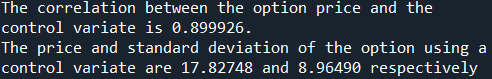 The correlation between the option price and the
control variate is 0.899926.
The price and standard deviation of the option using a
control variate are 17.82748 and 8.96490 respectively